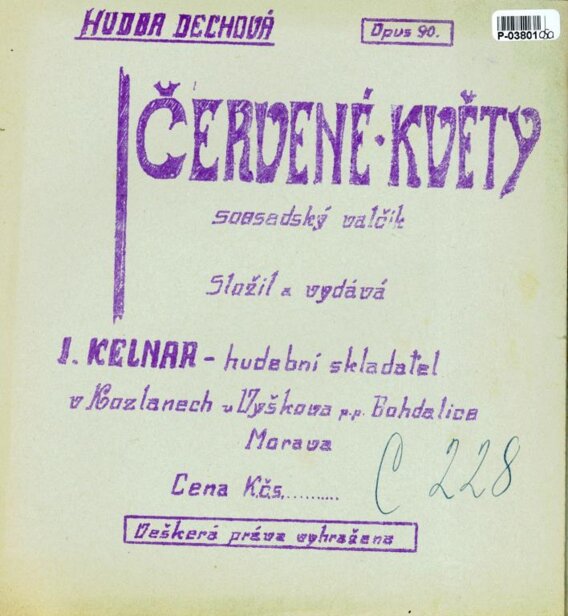 HUDBA DECHOVÁ
Opus 90.
P-03801
ČERVENÉ·KVĚTY
sousadský valčík
Složil a vydává
I. KELNAR – hudební skladatel
v Kozlanech u Vyškova p.p. Bohdalice
Morava
Cena Kčs,..........
C 228
Veškerá práva vyhražena